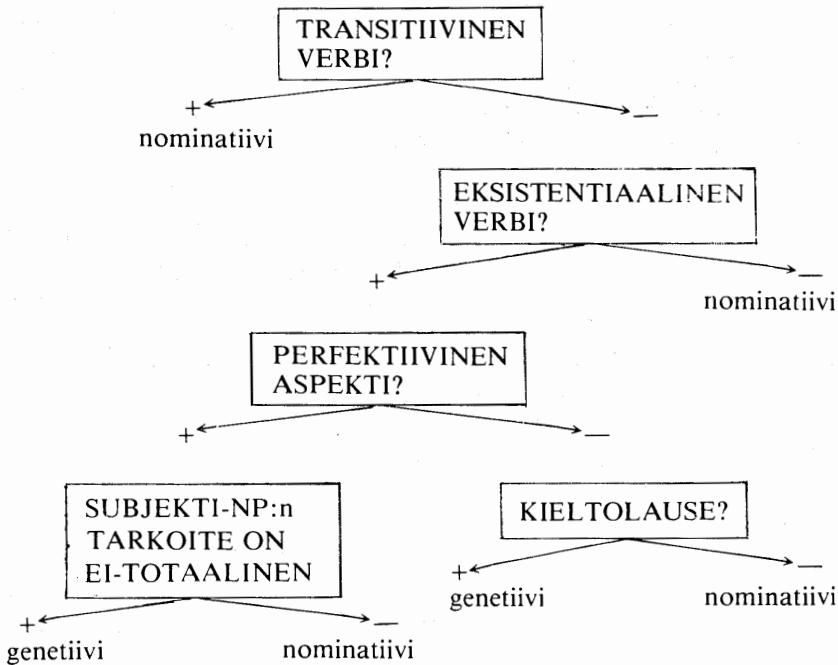 TRANSITIIVINEN
VERBI?
+
—
nominatiivi
EKSISTENTIAALINEN
VERBI?
+
—
nominatiivi
PERFEKTIIVINEN
ASPEKTI?
+
—
SUBJEKTI-NP:n
TARKOITE ON
EI-TOTAALINEN
KIELTOLAUSE?
+
—
genetiivi
nominatiivi
+
—
genetiivi
nominatiivi